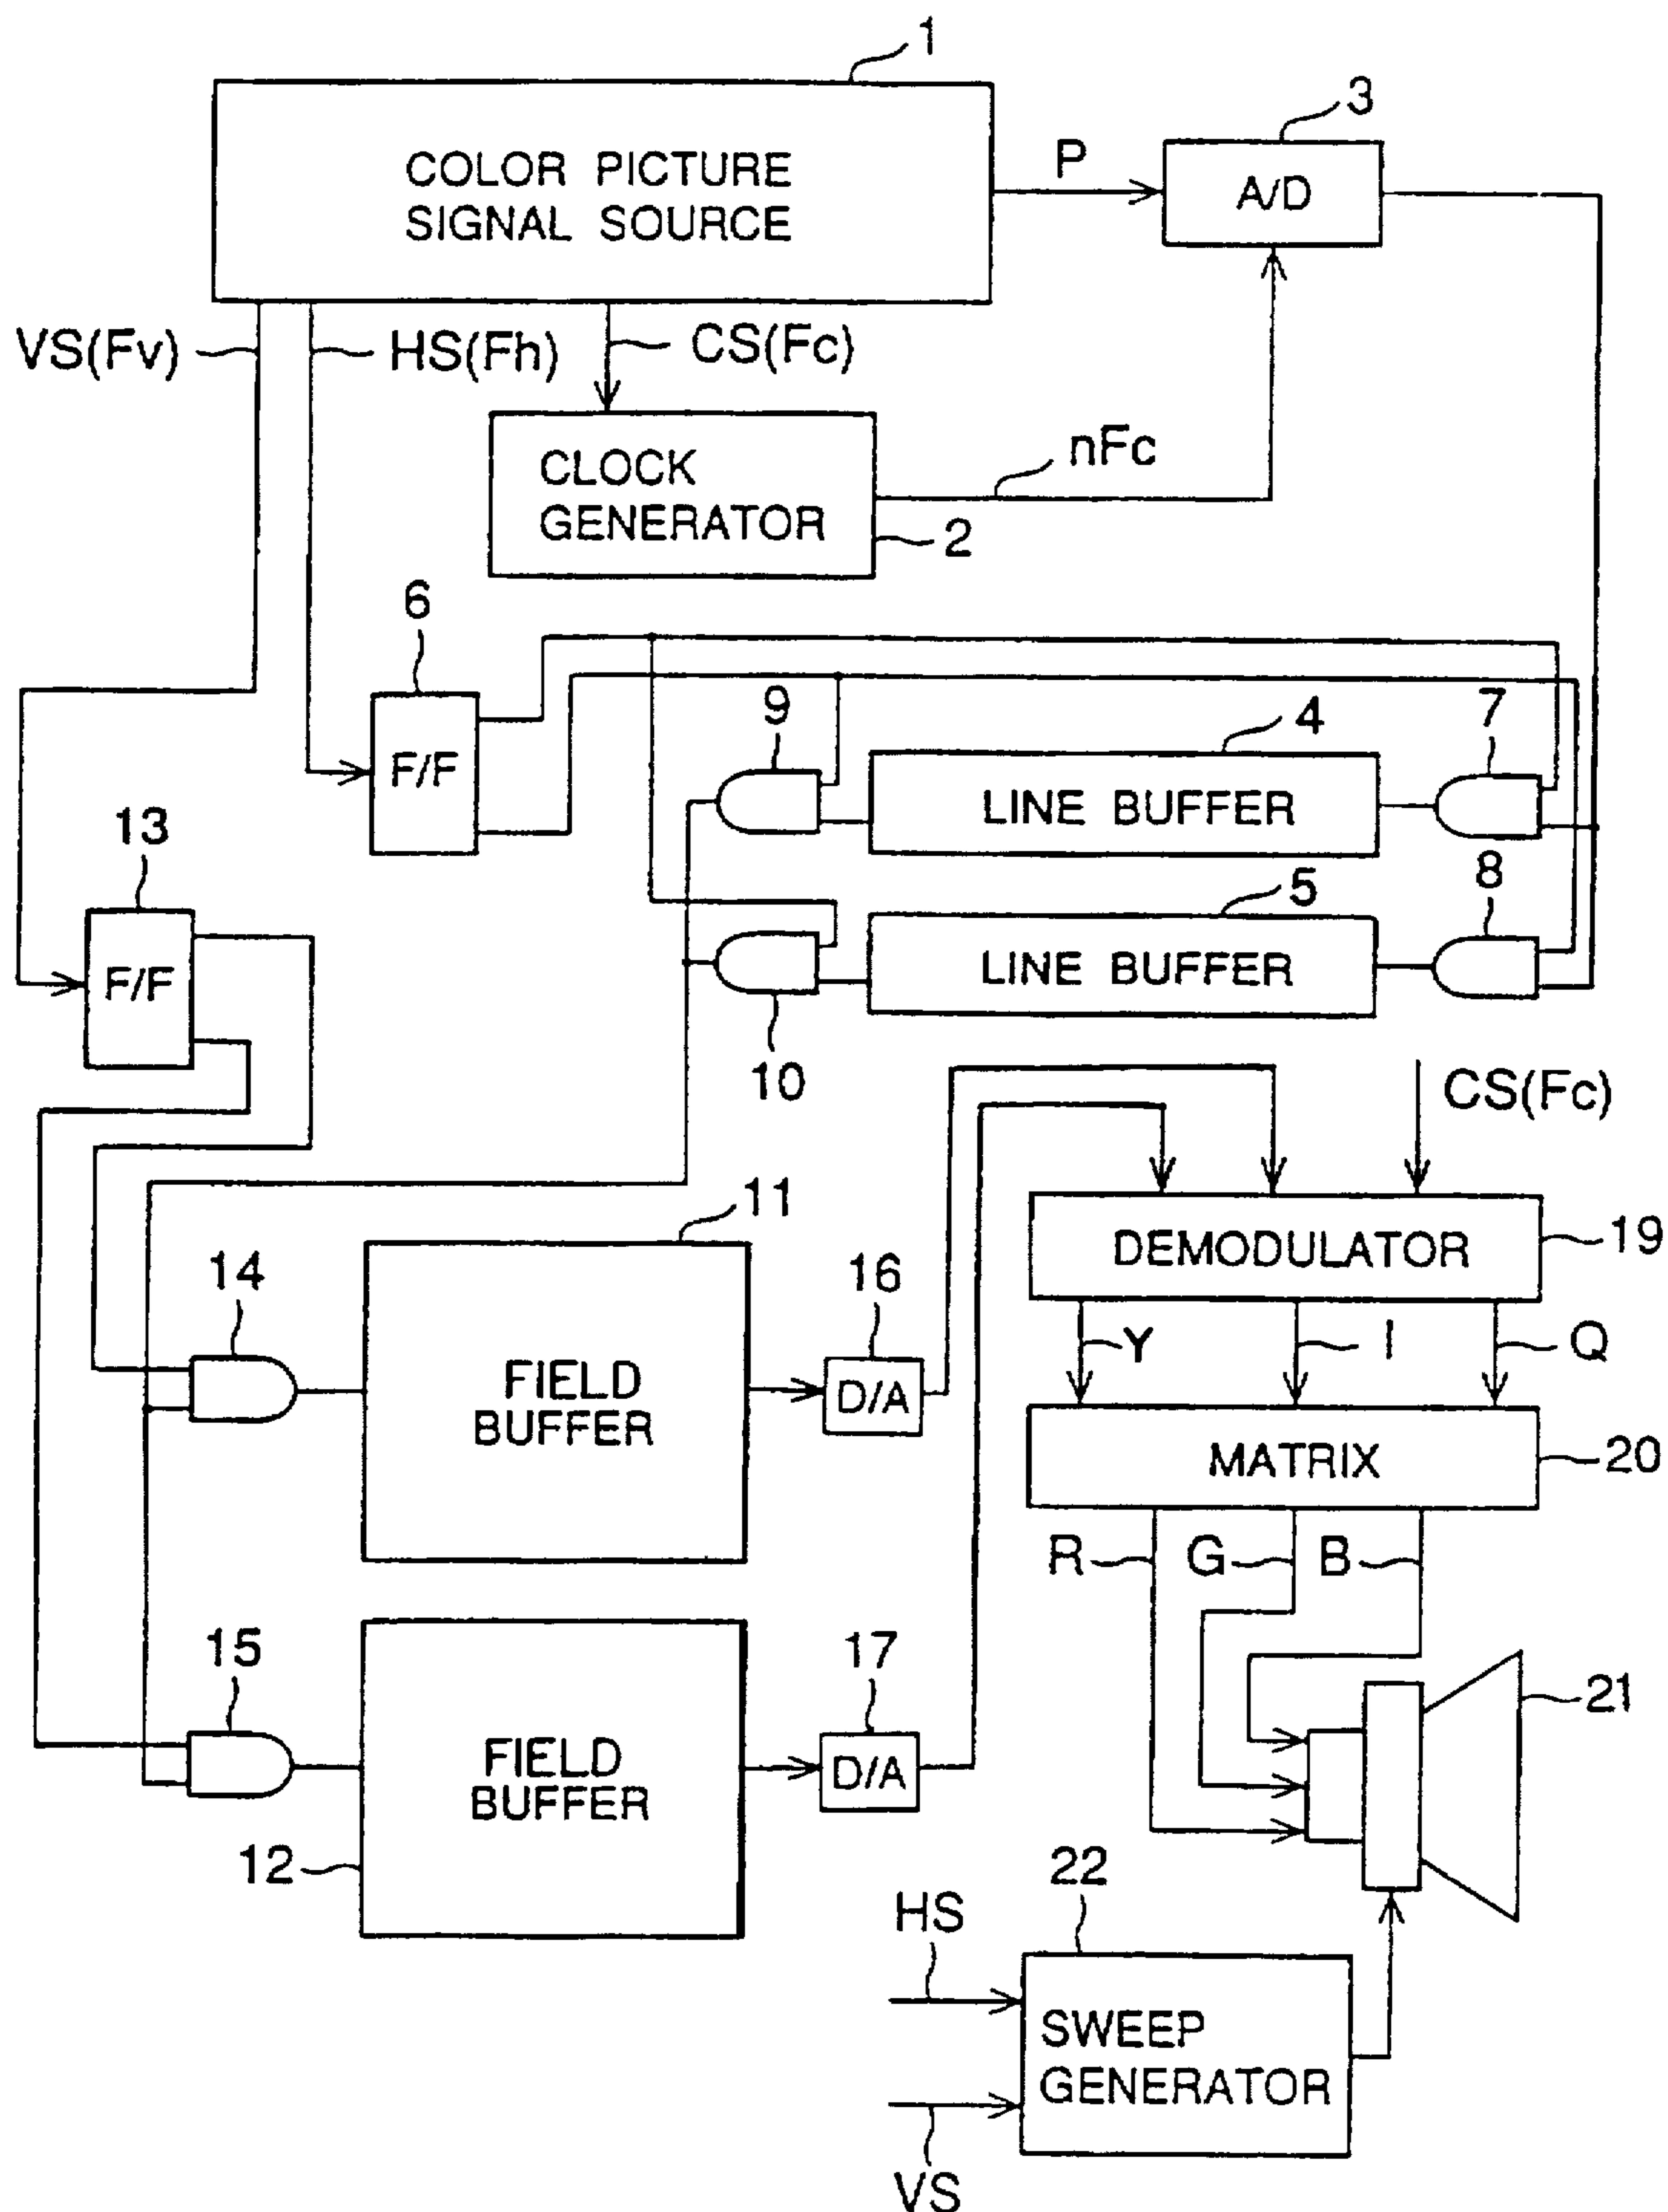 1
COLOR PICTURE
SIGNAL SOURCE
P
3
A/D
VS(Fv)
HS(Fh)
CS(Fc)
CLOCK
GENERATOR
nFc
2
6
F/F
9
4
LINE BUFFER
7
13
F/F
10
5
LINE BUFFER
8
CS(Fc)
11
DEMODULATOR
19
14
FIELD
BUFFER
16
D/A
Y
I
Q
MATRIX
20
R
G
B
15
FIELD
BUFFER
12
17
D/A
21
22
HS
SWEEP
GENERATOR
VS